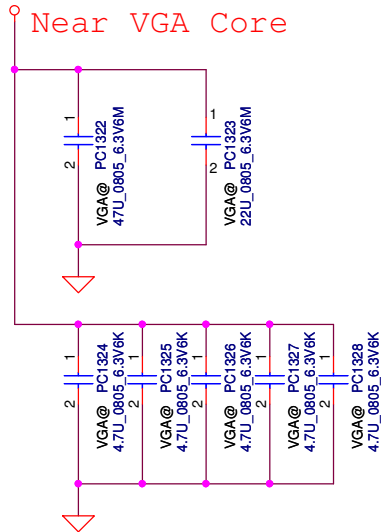 Near VGA Core
1
2
VGA@ PC1322
47U_0805_6.3V6M
1
2
VGA@ PC1323
22U_0805_6.3V6M
1
2
VGA@ PC1324
4.7U_0805_6.3V6K
1
2
VGA@ PC1325
4.7U_0805_6.3V6K
1
2
VGA@ PC1326
4.7U_0805_6.3V6K
1
2
VGA@ PC1327
4.7U_0805_6.3V6K
1
2
VGA@ PC1328
4.7U_0805_6.3V6K